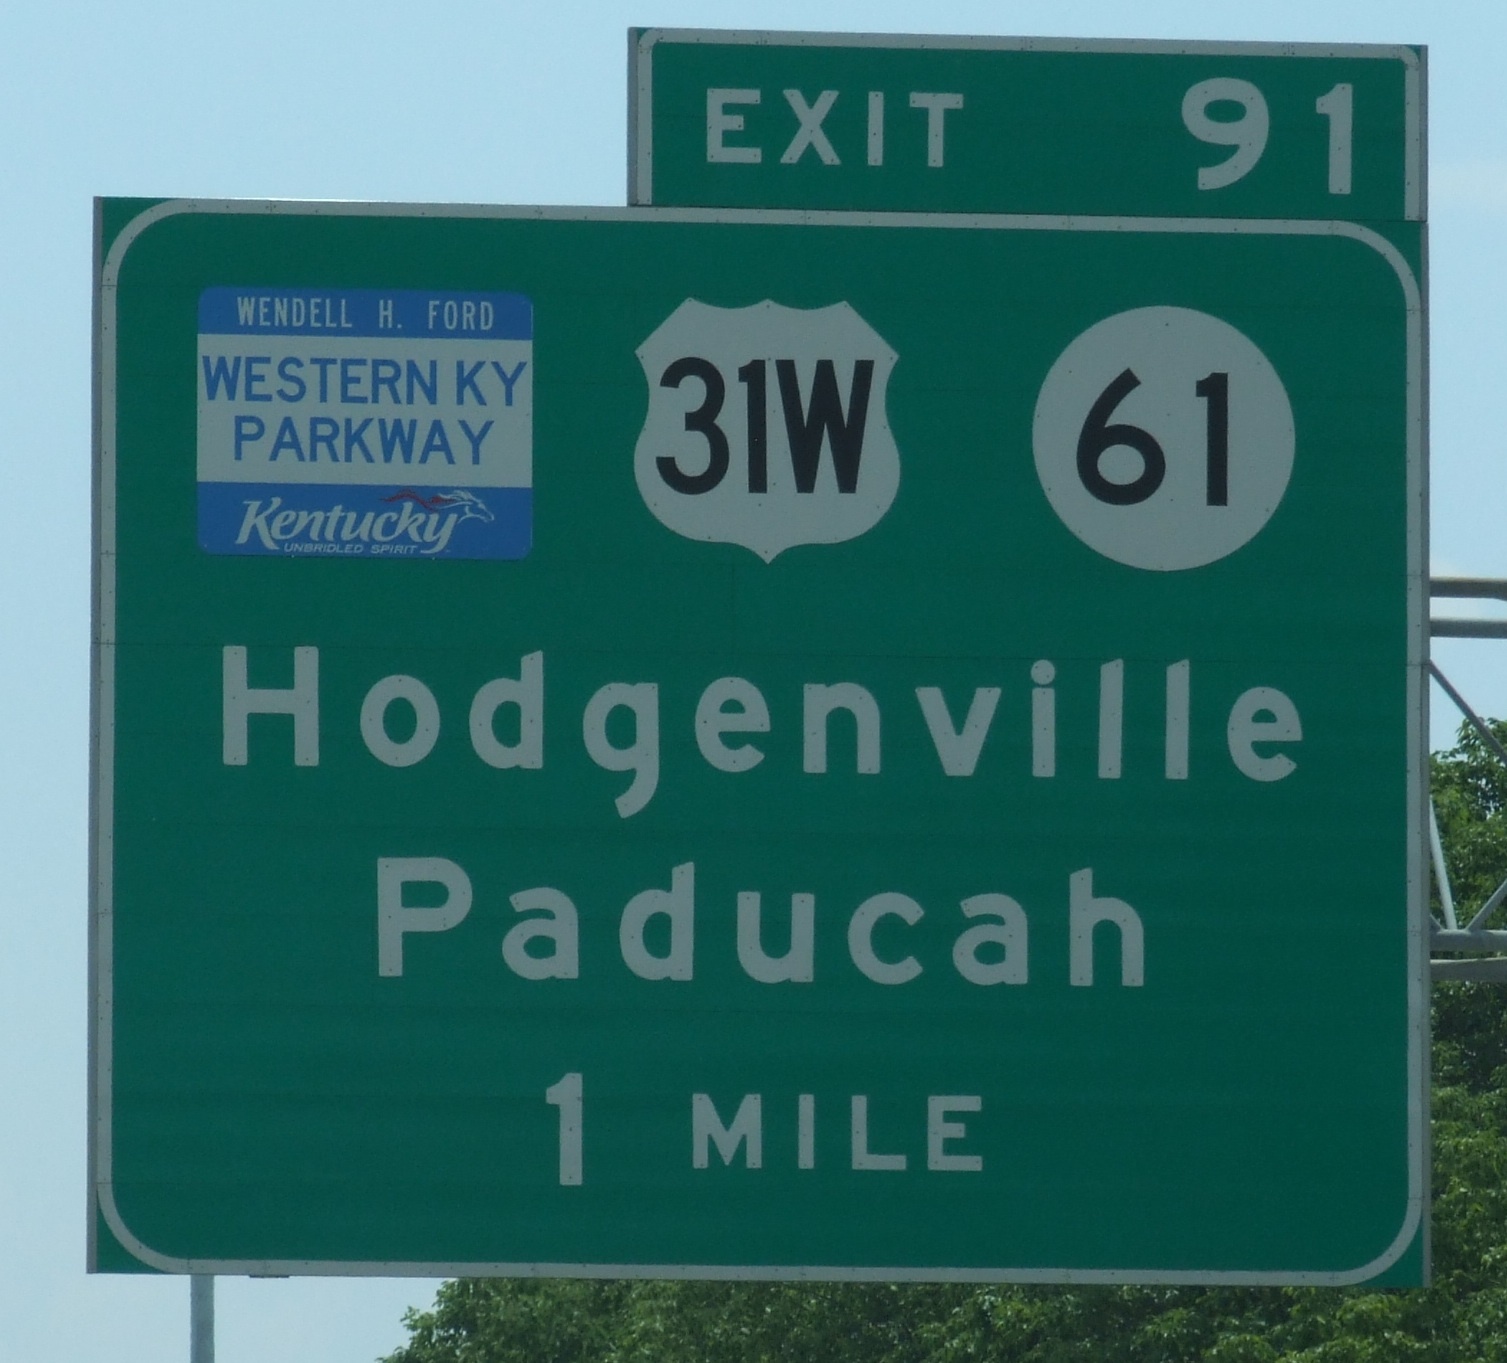 EXIT 91
WENDELL H. FORD
WESTERN KY
PARKWAY
Kentucky
UNBRIDLED SPIRIT
31W
61
Hodgenville
Paducah
1 MILE